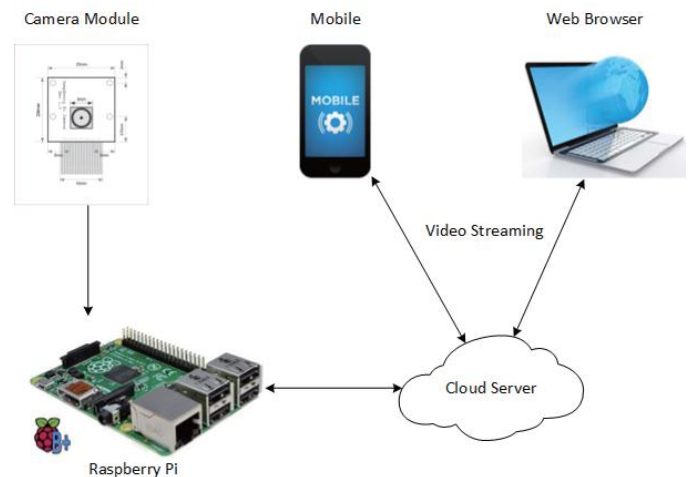 Camera Module
Mobile
Web Browser
MOBILE
Video Streaming
Cloud Server
B+
Raspberry Pi